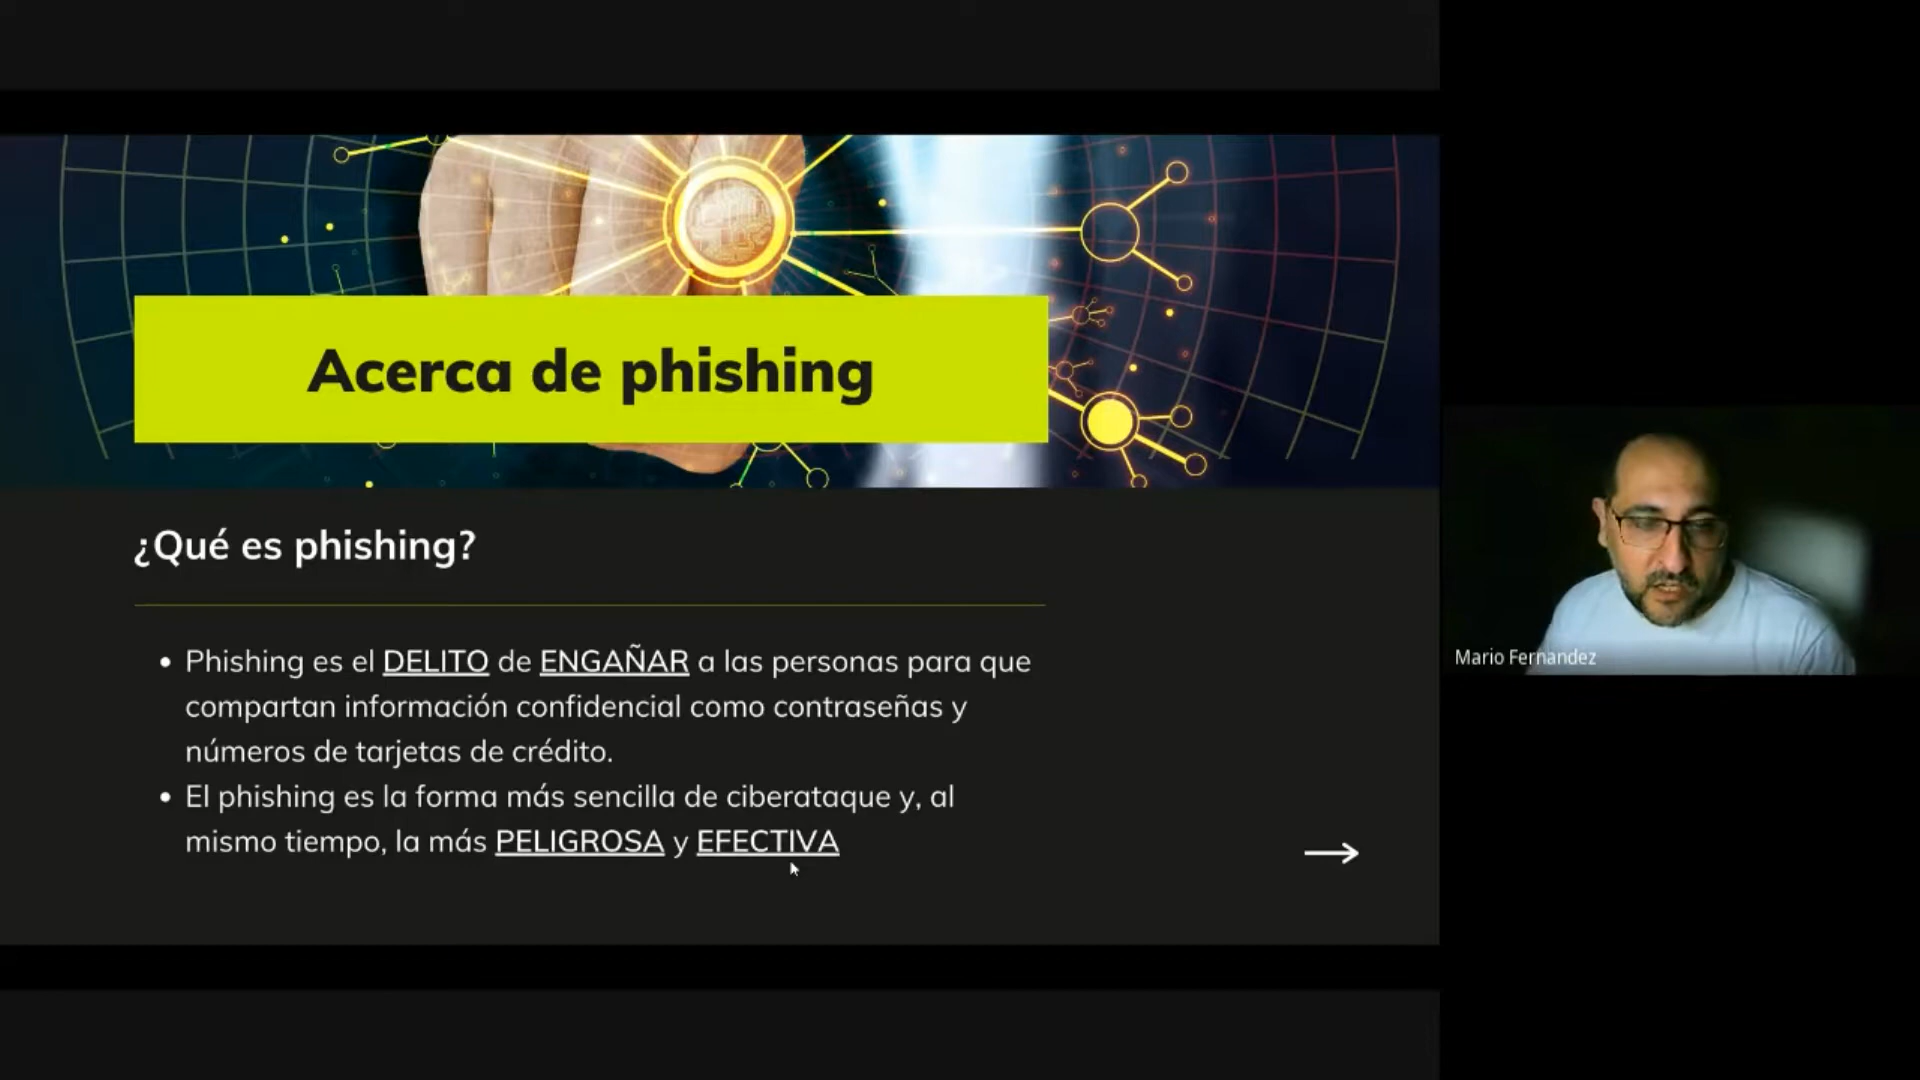 Acerca de phishing
¿Qué es phishing?
• Phishing es el DELITO de ENGAÑAR a las personas para que
compartan información confidencial como contraseñas y
números de tarjetas de crédito.
• El phishing es la forma más sencilla de ciberataque y, al
mismo tiempo, la más PELIGROSA y EFECTIVA
Mario Fernandez